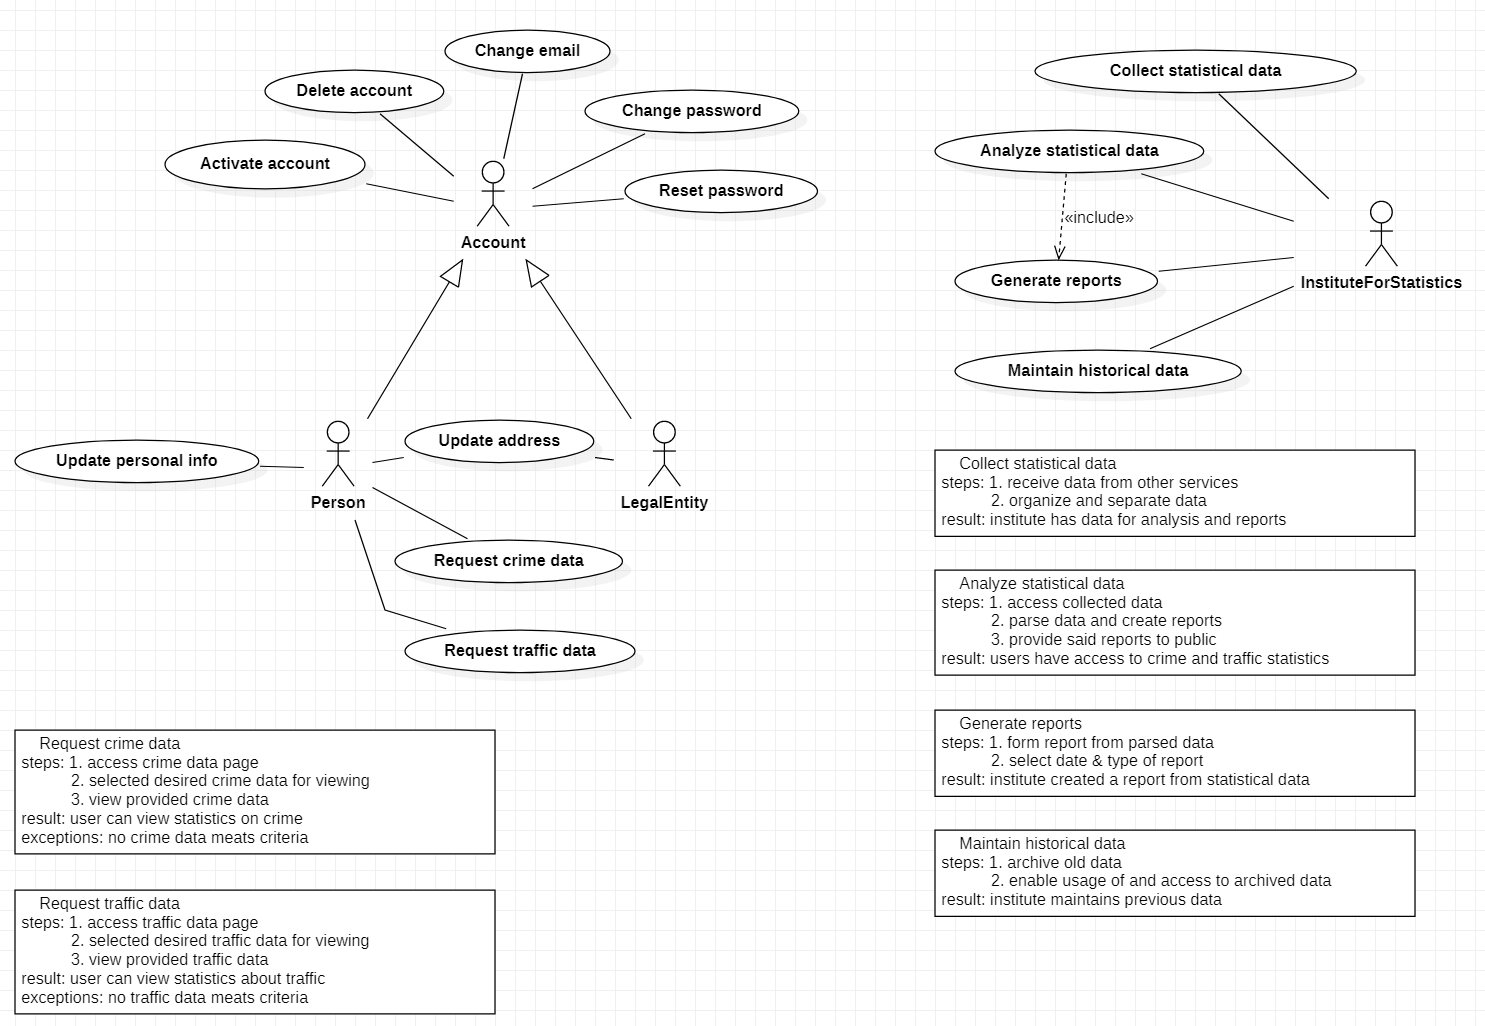 Change email
Delete account
Change password
Activate account
Reset password
Account
Update address
Update personal info
Person
LegalEntity
Request crime data
Request traffic data
Collect statistical data
Analyze statistical data
«include»
Generate reports
InstituteForStatistics
Maintain historical data
Request crime data
steps: 1. access crime data page
2. selected desired crime data for viewing
3. view provided crime data
result: user can view statistics on crime
exceptions: no crime data meats criteria
Request traffic data
steps: 1. access traffic data page
2. selected desired traffic data for viewing
3. view provided traffic data
result: user can view statistics about traffic
exceptions: no traffic data meats criteria
Collect statistical data
steps: 1. receive data from other services
2. organize and separate data
result: institute has data for analysis and reports
Analyze statistical data
steps: 1. access collected data
2. parse data and create reports
3. provide said reports to public
result: users have access to crime and traffic statistics
Generate reports
steps: 1. form report from parsed data
2. select date & type of report
result: institute created a report from statistical data
Maintain historical data
steps: 1. archive old data
2. enable usage of and access to archived data
result: institute maintains previous data